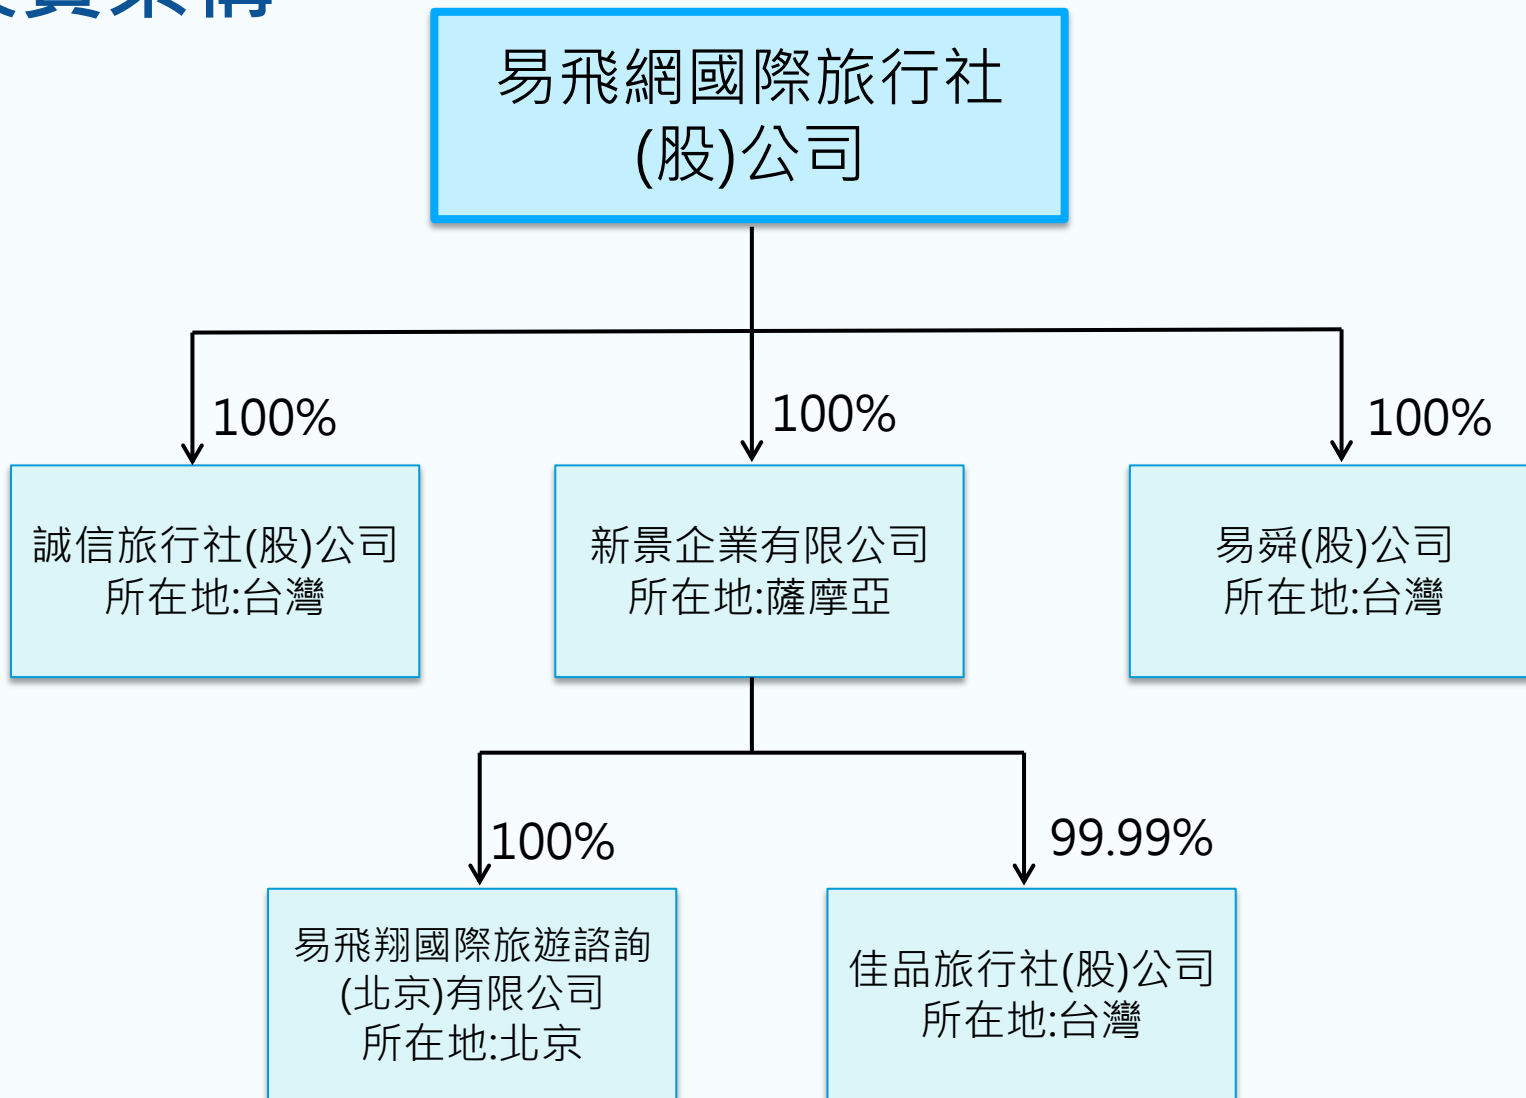 易飛網國際旅行社
(股)公司
100%
100%
100%
誠信旅行社(股)公司
所在地:台灣
新景企業有限公司
所在地:薩摩亞
易舜(股)公司
所在地:台灣
100%
99.99%
易飛翔國際旅遊諮詢
(北京)有限公司
所在地:北京
佳品旅行社(股)公司
所在地:台灣